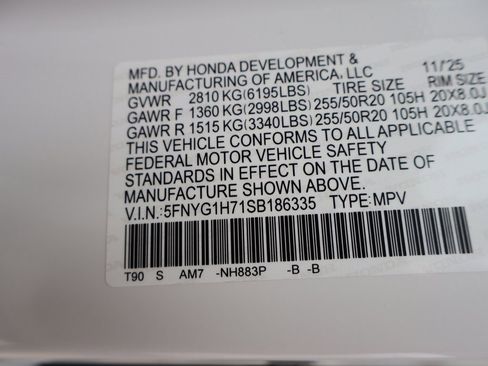 MFD. BY HONDA DEVELOPMENT & 11/25
MANUFACTURING OF AMERICA, LLC
GVWR 2810 KG (6195LBS) TIRE SIZE RIM SIZE
GAWR F 1360 KG (2998LBS) 255/50R20 105H 20X8.0J
GAWR R 1515 KG (3340LBS) 255/50R20 105H 20X8.0J
THIS VEHICLE CONFORMS TO ALL APPLICABLE
FEDERAL MOTOR VEHICLE SAFETY
STANDARDS IN EFFECT ON THE DATE OF
MANUFACTURE SHOWN ABOVE.
V.I.N.:5FNYG1H71SB186335 TYPE:MPV
T90 S AM7 -NH883P -B -B